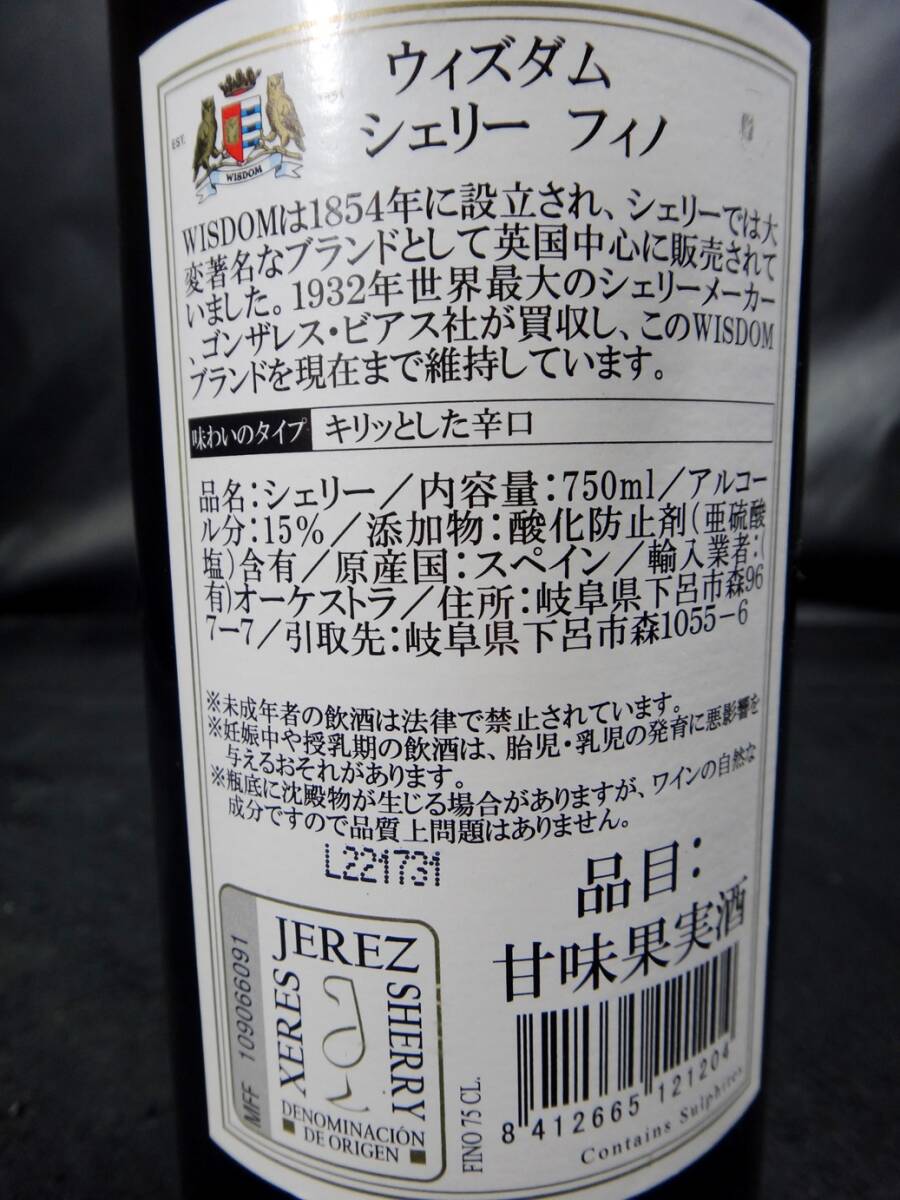 ウィズダム
シェリー フィノ
EST.
WISDOM
WISDOMは1854年に設立され、シェリーでは大
変著名なブランドとして英国中心に販売されて
いました。1932年世界最大のシェリーメーカー
、ゴンザレス・ビアス社が買収し、このWISDOM
ブランドを現在まで維持しています。
味わいのタイプ キリッとした辛口
品名:シェリー/内容量:750ml/アルコー
ル分:15%/添加物:酸化防止剤(亜硫酸
塩)含有/原産国:スペイン/輸入業者:(
有)オーケストラ/住所:岐阜県下呂市森96
7-7/引取先:岐阜県下呂市森1055-6
※未成年者の飲酒は法律で禁止されています。
※妊娠中や授乳期の飲酒は、胎児・乳児の発育に悪影響を
与えるおそれがあります。
※瓶底に沈殿物が生じる場合がありますが、ワインの自然な
成分ですので品質上問題はありません。
L221731
品目:
甘味果実酒
MFF 109066091
JEREZ
XERES
SHERRY
DENOMINACIÓN
DE ORIGEN
FINO 75 CL.
8 412665 121204
Contains Sulphites